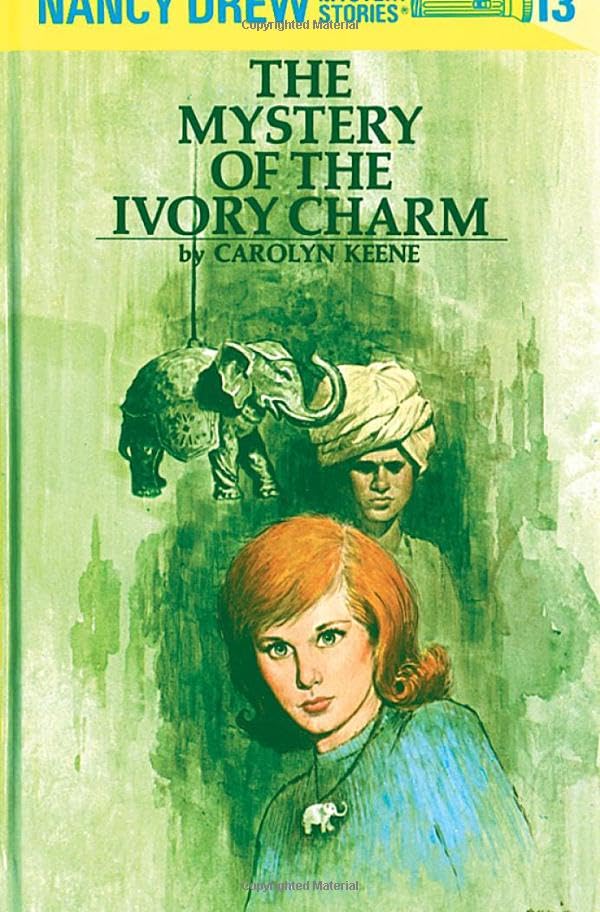 NANCY DREW MYSTERY STORIES® 13
Copyrighted Material
THE
MYSTERY
OF THE
IVORY CHARM
by CAROLYN KEENE
Copyrighted Material